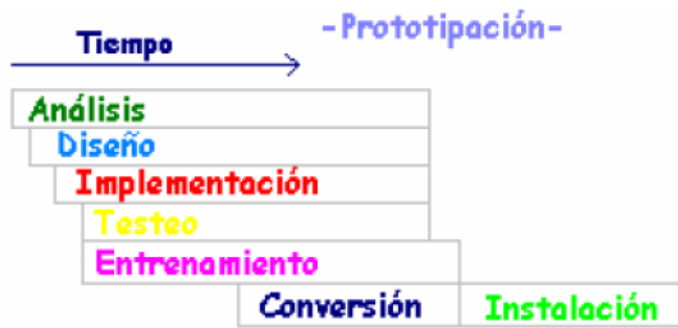 Tiempo
-Prototipación-
Análisis
Diseño
Implementación
Testeo
Entrenamiento
Conversión
Instalación